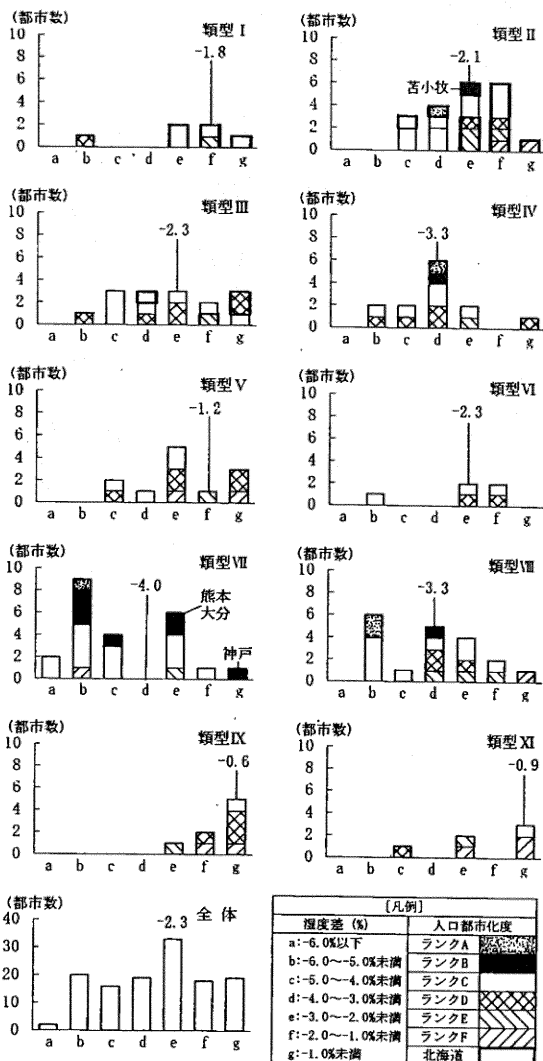 (都市数)
類型Ⅰ
-1.8
10
8
6
4
2
0
a b c d e f g
(都市数)
類型Ⅱ
-2.1
苫小牧
10
8
6
4
2
0
a b c d e f g
(都市数)
類型Ⅲ
-2.3
10
8
6
4
2
0
a b c d e f g
(都市数)
類型Ⅳ
-3.3
10
8
6
4
2
0
a b c d e f g
(都市数)
類型Ⅴ
-1.2
10
8
6
4
2
0
a b c d e f g
(都市数)
類型Ⅵ
-2.3
10
8
6
4
2
0
a b c d e f g
(都市数)
類型Ⅶ
-4.0
熊本
大分
神戸
10
8
6
4
2
0
a b c d e f g
(都市数)
類型Ⅷ
-3.3
10
8
6
4
2
0
a b c d e f g
(都市数)
類型Ⅸ
-0.6
10
8
6
4
2
0
a b c d e f g
(都市数)
類型Ⅺ
-0.9
10
8
6
4
2
0
a b c d e f g
(都市数)
全体
-2.3
40
30
20
10
0
a b c d e f g
[凡例]
湿度差 (%) 人口都市化度
a:-6.0%以下 ランクA
b:-6.0~-5.0%未満 ランクB
c:-5.0~-4.0%未満 ランクC
d:-4.0~-3.0%未満 ランクD
e:-3.0~-2.0%未満 ランクE
f:-2.0~-1.0%未満 ランクF
g:-1.0%未満 北海道